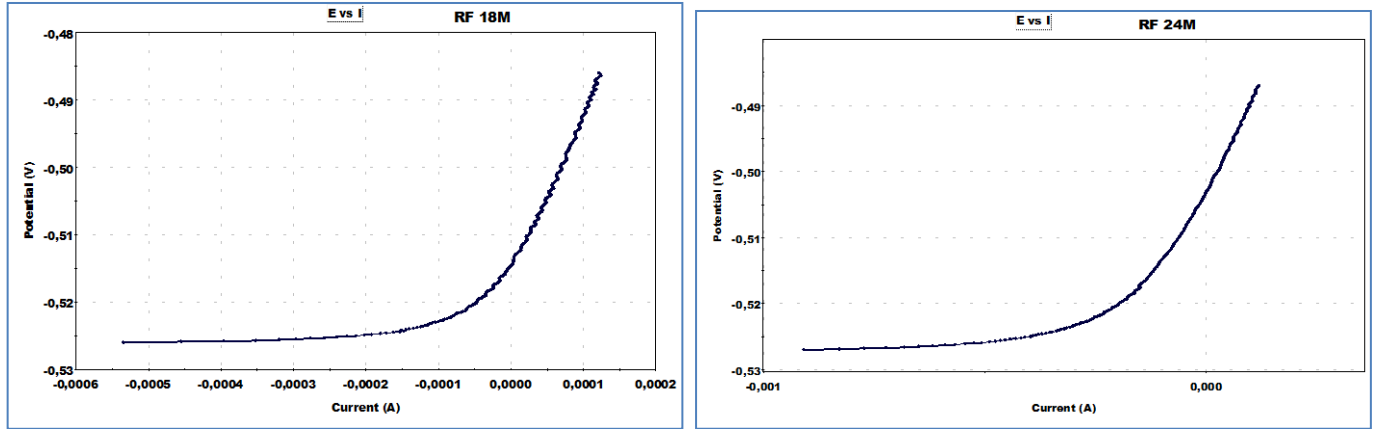 E vs I RF 18M
-0,48
-0,49
-0,50
-0,51
-0,52
-0,53
Potential (V)
-0,0006 -0,0005 -0,0004 -0,0003 -0,0002 -0,0001 0,0000 0,0001 0,0002
Current (A)
E vs I RF 24M
-0,49
-0,50
-0,51
-0,52
-0,53
Potential (V)
-0,001 0,000
Current (A)